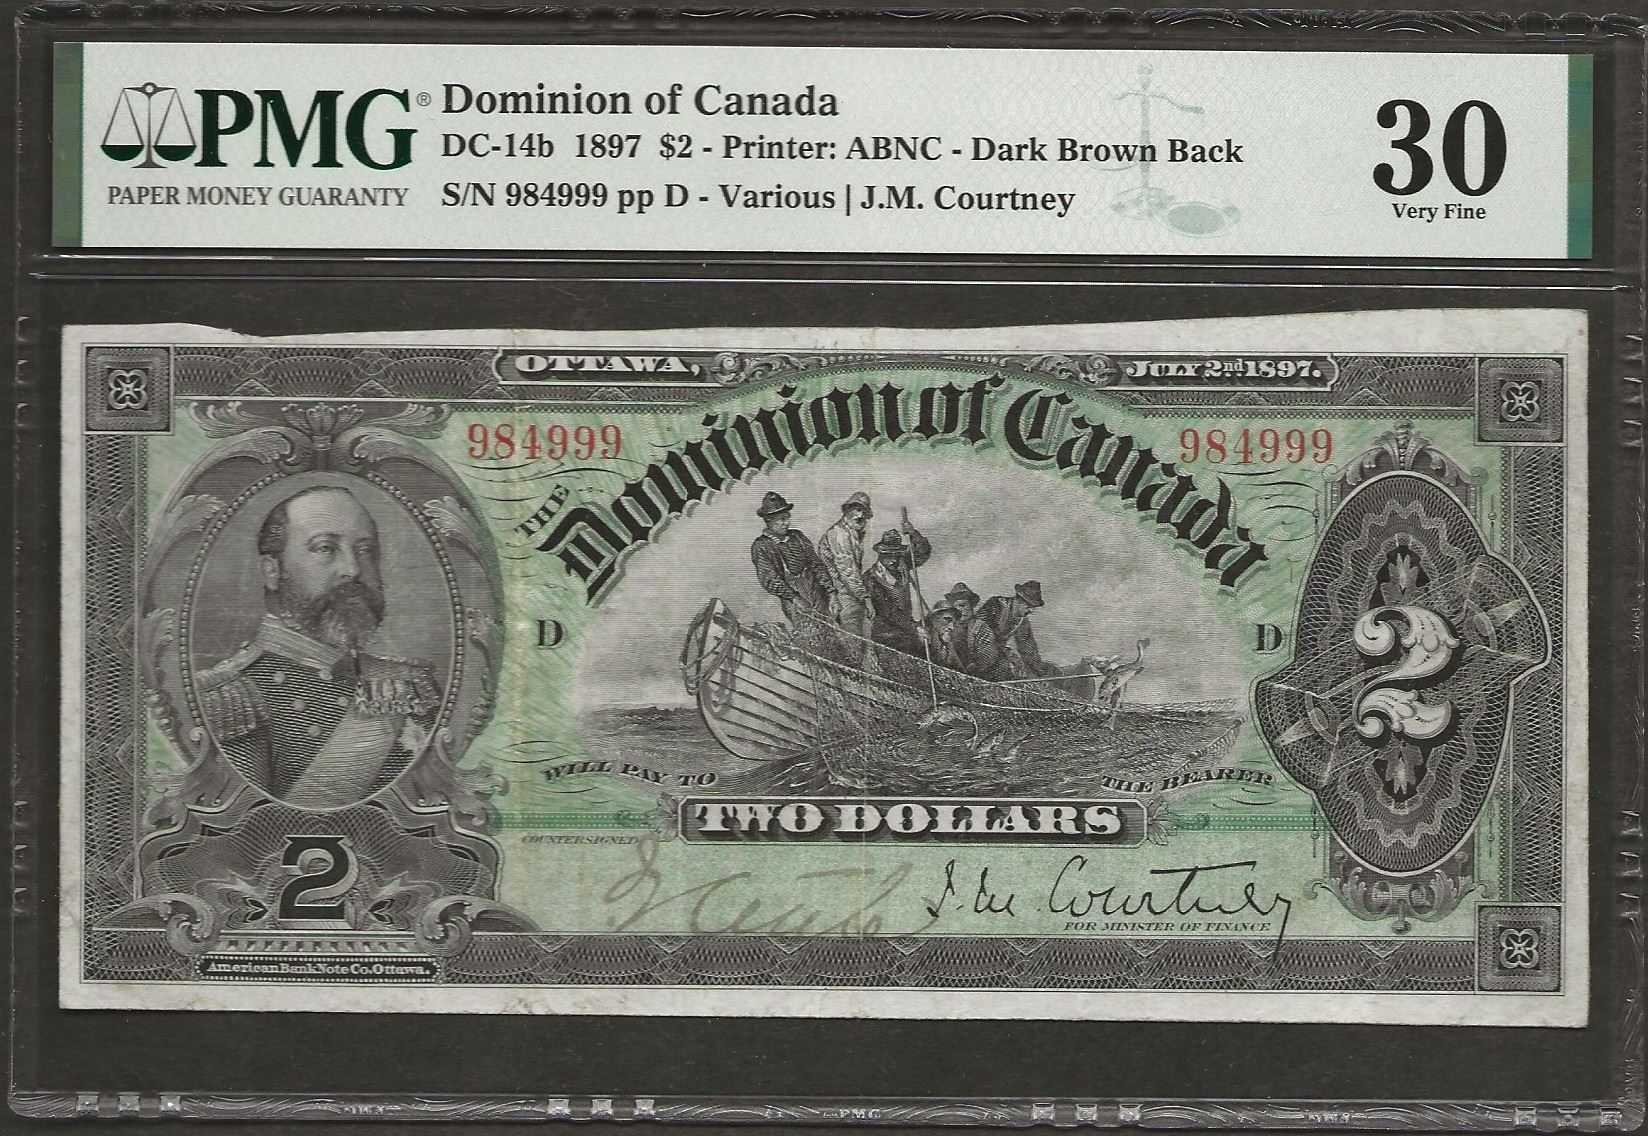 PMG®
PAPER MONEY GUARANTY
Dominion of Canada
DC-14b 1897 $2 - Printer: ABNC - Dark Brown Back
S/N 984999 pp D - Various | J.M. Courtney
30
Very Fine
OTTAWA, JULY 2nd 1897.
984999 984999
THE Dominion of Canada
D D
2
WILL PAY TO THE BEARER
TWO DOLLARS
COUNTERSIGNED
2
J. M. Courtney
FOR MINISTER OF FINANCE
American Bank Note Co. Ottawa.
PMG